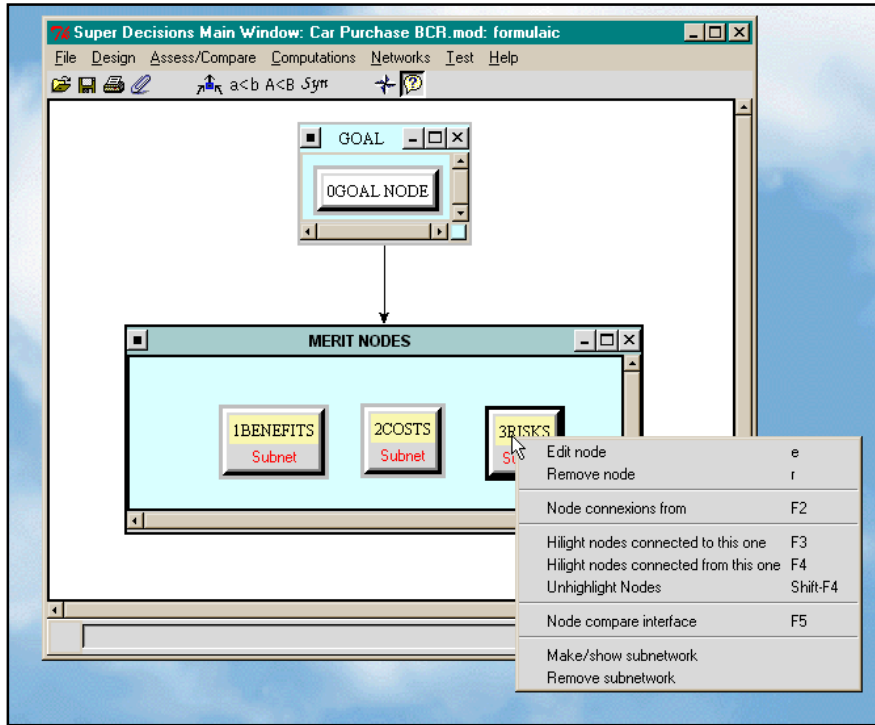 Super Decisions Main Window: Car Purchase BCR.mod: formulaic
File Design Assess/Compare Computations Networks Test Help
a<b A<B Syn
GOAL
0GOAL NODE
MERIT NODES
1BENEFITS
Subnet
2COSTS
Subnet
3RISKS
Edit node e
Remove node r
Node connexions from F2
Hilight nodes connected to this one F3
Hilight nodes connected from this one F4
Unhighlight Nodes Shift-F4
Node compare interface F5
Make/show subnetwork
Remove subnetwork